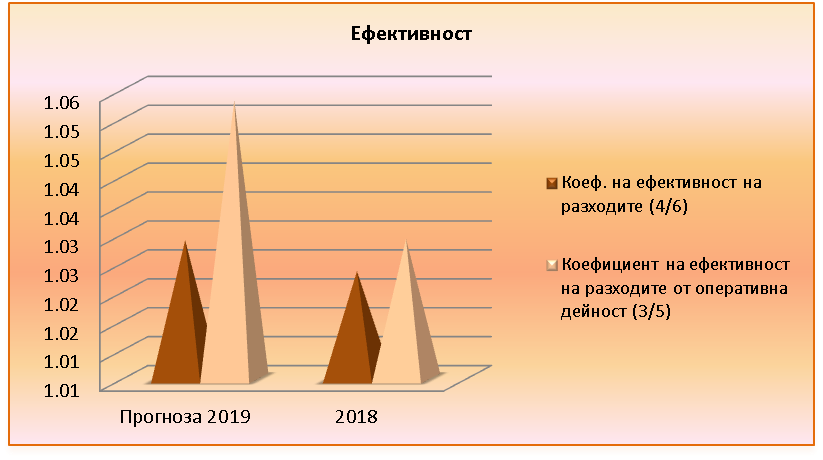 Ефективност
1.06
1.05
1.05
1.04
1.04
1.03
1.03
1.02
1.02
1.01
1.01
Прогноза 2019
2018
Коеф. на ефективност на
разходите (4/6)
Коефициент на ефективност
на разходите от оперативна
дейност (3/5)